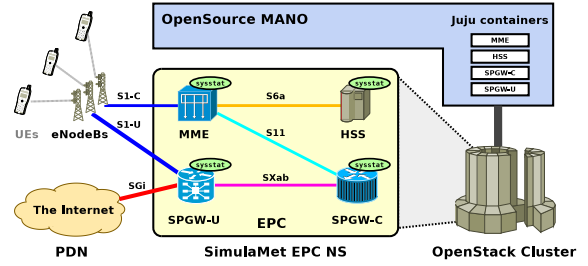 OpenSource MANO
Juju containers
MME
HSS
SPGW-C
SPGW-U
UEs
eNodeBs
S1-C
S1-U
sysstat
MME
S6a
sysstat
HSS
S11
sysstat
SPGW-U
SXab
sysstat
SPGW-C
SGi
The Internet
EPC
PDN
SimulaMet EPC NS
OpenStack Cluster